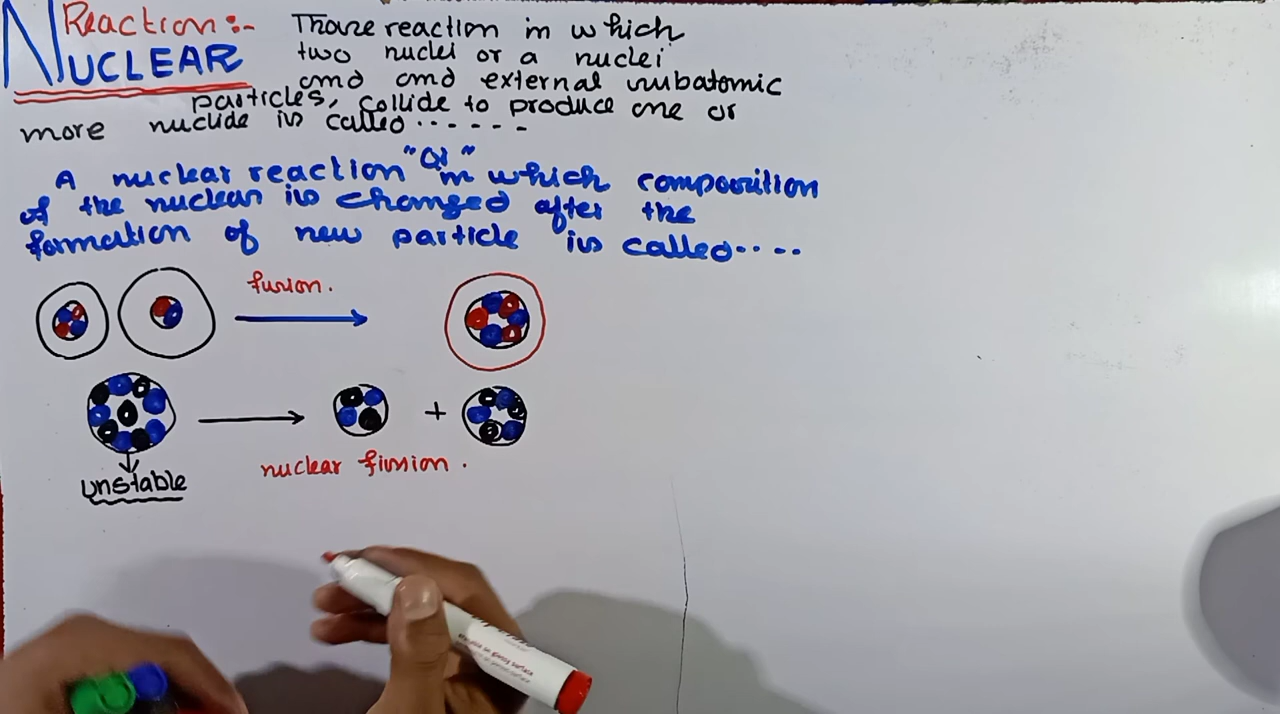 Reaction:-
NUCLEAR
Those reaction in which
two nuclei or a nuclei
and and external subatomic
particles, collide to produce one or
more nuclide is called ------
"Or"
A nuclear reaction in which composition
of the nuclear is changed after the
formation of new particle is called....
fusion.
+
nuclear fission.
unstable